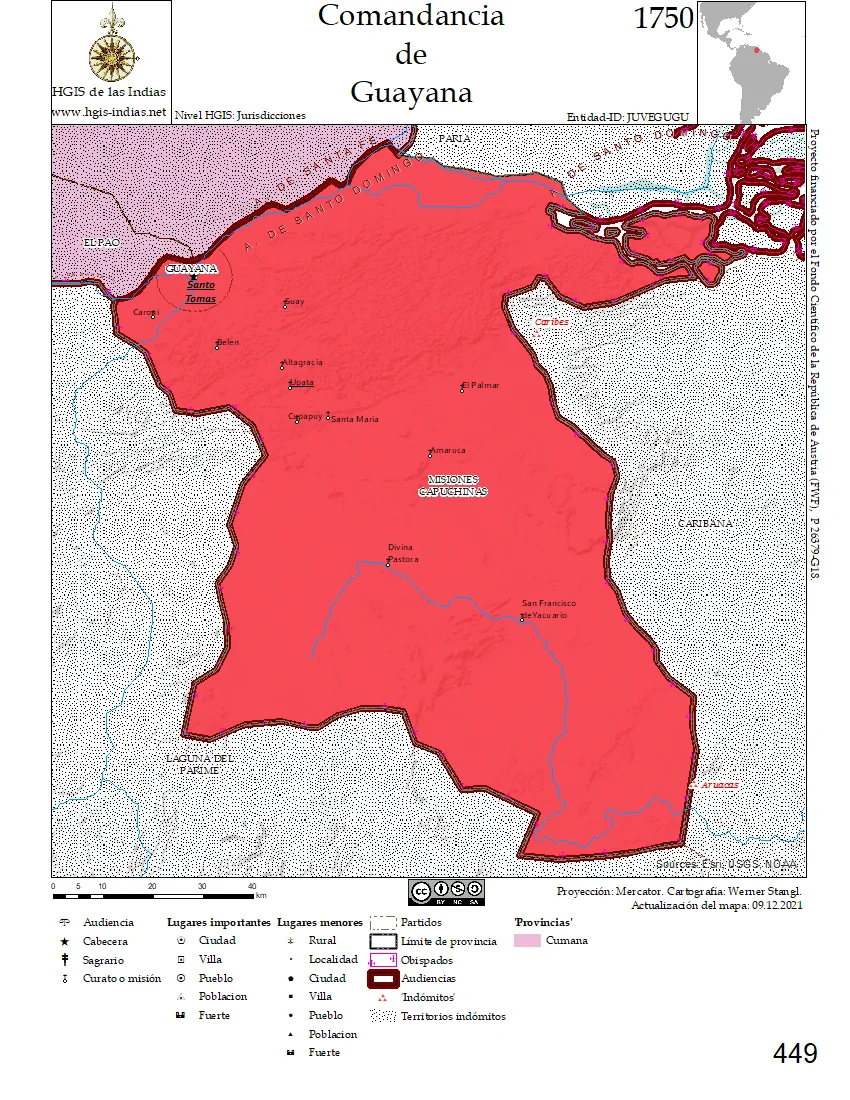 Comandancia
de
Guayana
1750
HGIS de las Indias
www.hgis-indias.net
Nivel HGIS: Jurisdicciones
Entidad-ID: JUVEGUGU
PARIA
A. DE SANTA FE
A. DE SANTO DOMINGO
A. DE SANTO DOMINGO
EL PAO
GUAYANA
Santo
Tomas
Caroni
Guay
Belen
Altagracia
Upata
Cupapuy
Santa Maria
El Palmar
Amaruca
Caribes
MISIONES
CAPUCHINAS
CARIBANA
Divina
Pastora
San Francisco
de Yacuario
LAGUNA DEL
PARIME
Aruacas
Sources: Esri, USGS, NOAA
Proyecto financiado por el Fondo Científico de la República de Austria (FWF), P 26379-G18.
0 5 10 20 30 40
km
CC BY NC SA
Proyección: Mercator. Cartografía: Werner Stangl.
Actualización del mapa: 09.12.2021
Audiencia
Cabecera
Sagrario
Curato o misión
Lugares importantes
Ciudad
Villa
Pueblo
Poblacion
Fuerte
Lugares menores
Rural
Localidad
Ciudad
Villa
Pueblo
Poblacion
Fuerte
Partidos
Límite de provincia
Obispados
Audiencias
'Indómitos'
Territorios indómitos
'Provincias'
Cumana
449